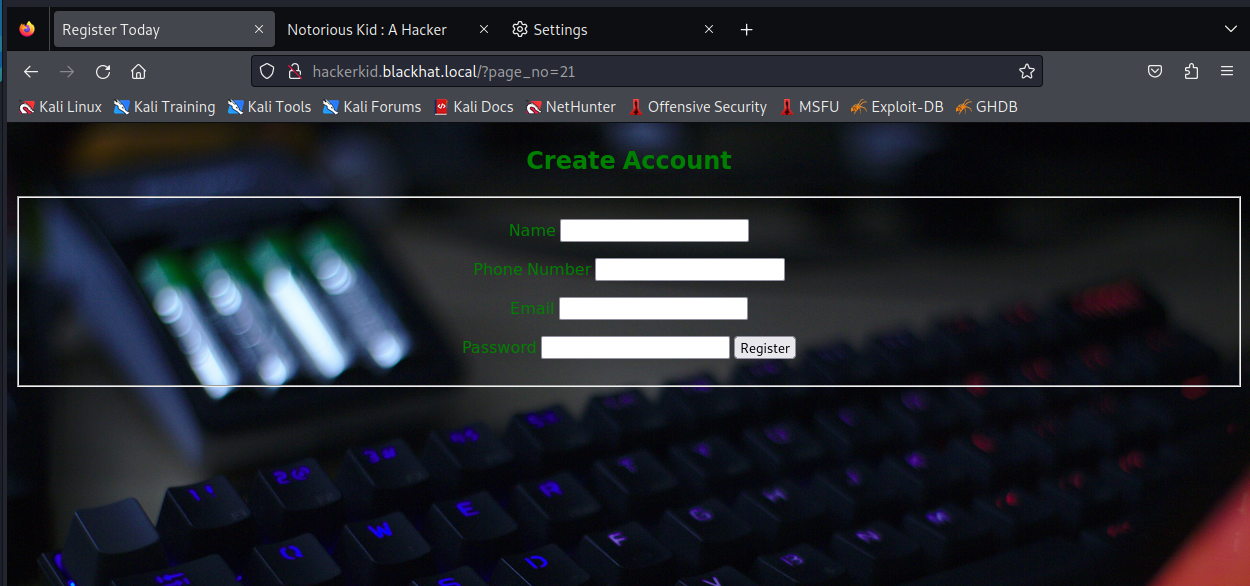 Register Today
Notorious Kid : A Hacker
Settings
hackerkid.blackhat.local/?page_no=21
Kali Linux Kali Training Kali Tools Kali Forums Kali Docs NetHunter Offensive Security MSFU Exploit-DB GHDB
Create Account
Name
Phone Number
Email
Password Register